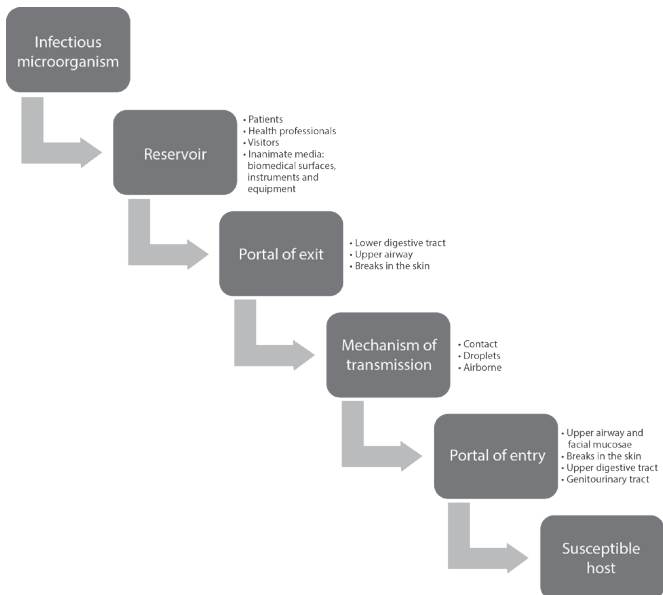 Infectious
microorganism
Reservoir
• Patients
• Health professionals
• Visitors
• Inanimate media:
biomedical surfaces,
instruments and
equipment
Portal of exit
• Lower digestive tract
• Upper airway
• Breaks in the skin
Mechanism of
transmission
• Contact
• Droplets
• Airborne
Portal of entry
• Upper airway and
facial mucosae
• Breaks in the skin
• Upper digestive tract
• Genitourinary tract
Susceptible
host